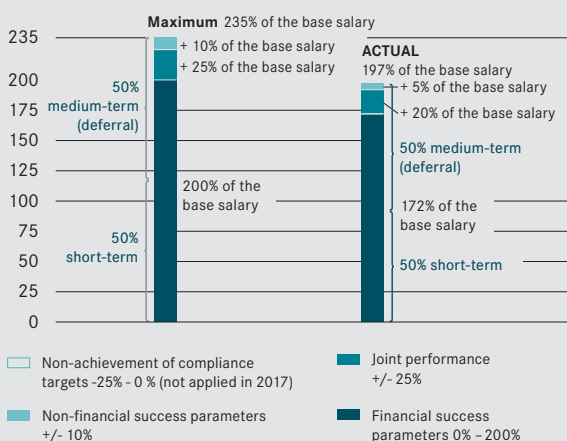 Maximum 235% of the base salary
235
200
175
150
125
100
75
50
25
0
50%
medium-term
(deferral)
50%
short-term
+ 10% of the base salary
+ 25% of the base salary
200% of the
base salary
ACTUAL
197% of the base salary
+ 5% of the base salary
+ 20% of the base salary
50% medium-term
(deferral)
172% of the
base salary
50% short-term
Non-achievement of compliance
targets -25% - 0 % (not applied in 2017)
Non-financial success parameters
+/- 10%
Joint performance
+/- 25%
Financial success
parameters 0% – 200%